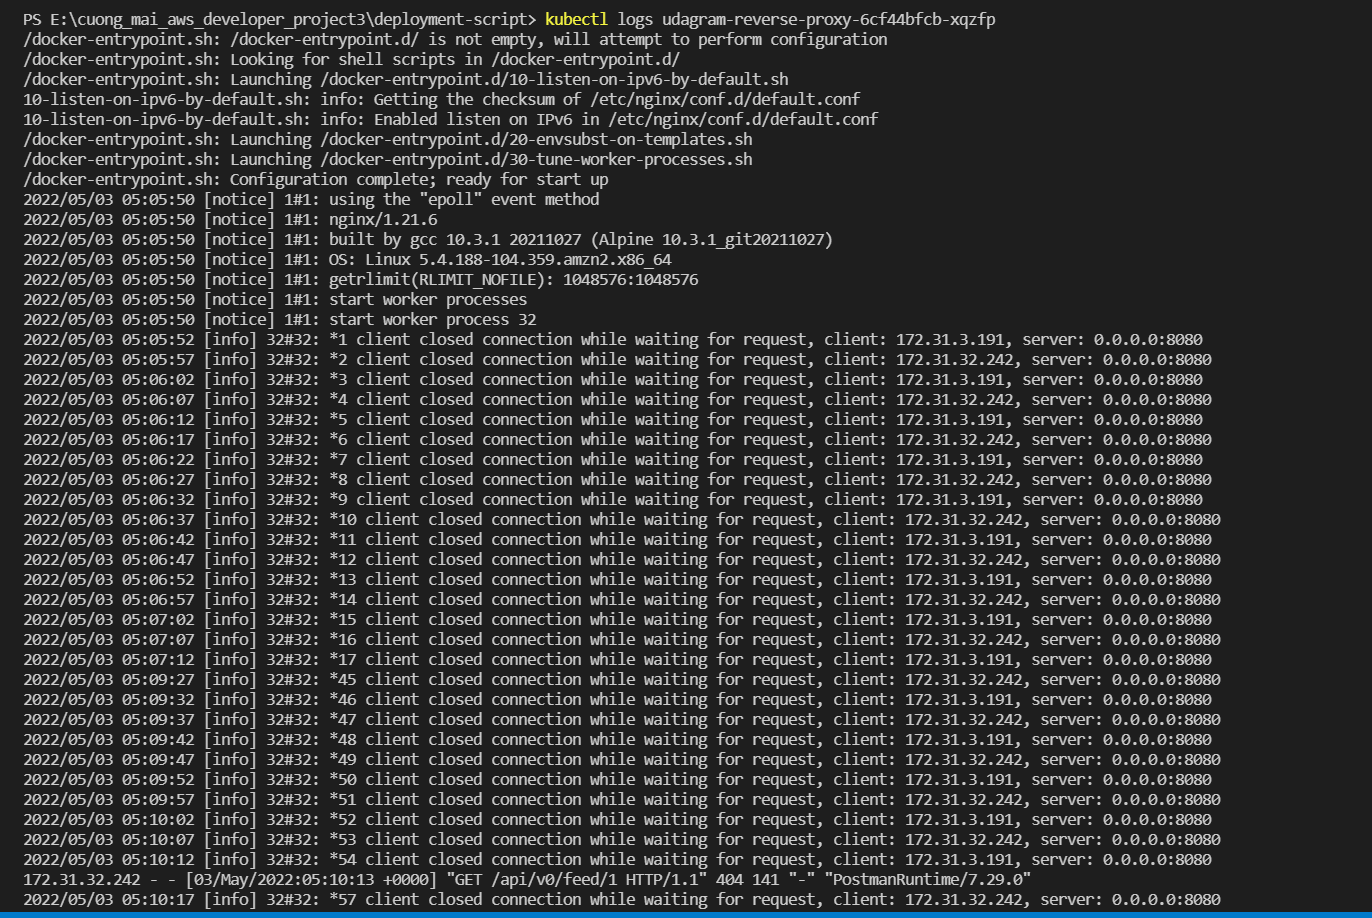 PS E:\cuong_mai_aws_developer_project3\deployment-script> kubectl logs udagram-reverse-proxy-6cf44bfcb-xqzfp
/docker-entrypoint.sh: /docker-entrypoint.d/ is not empty, will attempt to perform configuration
/docker-entrypoint.sh: Looking for shell scripts in /docker-entrypoint.d/
/docker-entrypoint.sh: Launching /docker-entrypoint.d/10-listen-on-ipv6-by-default.sh
10-listen-on-ipv6-by-default.sh: info: Getting the checksum of /etc/nginx/conf.d/default.conf
10-listen-on-ipv6-by-default.sh: info: Enabled listen on IPv6 in /etc/nginx/conf.d/default.conf
/docker-entrypoint.sh: Launching /docker-entrypoint.d/20-envsubst-on-templates.sh
/docker-entrypoint.sh: Launching /docker-entrypoint.d/30-tune-worker-processes.sh
/docker-entrypoint.sh: Configuration complete; ready for start up
2022/05/03 05:05:50 [notice] 1#1: using the "epoll" event method
2022/05/03 05:05:50 [notice] 1#1: nginx/1.21.6
2022/05/03 05:05:50 [notice] 1#1: built by gcc 10.3.1 20211027 (Alpine 10.3.1_git20211027)
2022/05/03 05:05:50 [notice] 1#1: OS: Linux 5.4.188-104.359.amzn2.x86_64
2022/05/03 05:05:50 [notice] 1#1: getrlimit(RLIMIT_NOFILE): 1048576:1048576
2022/05/03 05:05:50 [notice] 1#1: start worker processes
2022/05/03 05:05:50 [notice] 1#1: start worker process 32
2022/05/03 05:05:52 [info] 32#32: *1 client closed connection while waiting for request, client: 172.31.3.191, server: 0.0.0.0:8080
2022/05/03 05:05:57 [info] 32#32: *2 client closed connection while waiting for request, client: 172.31.32.242, server: 0.0.0.0:8080
2022/05/03 05:06:02 [info] 32#32: *3 client closed connection while waiting for request, client: 172.31.3.191, server: 0.0.0.0:8080
2022/05/03 05:06:07 [info] 32#32: *4 client closed connection while waiting for request, client: 172.31.32.242, server: 0.0.0.0:8080
2022/05/03 05:06:12 [info] 32#32: *5 client closed connection while waiting for request, client: 172.31.3.191, server: 0.0.0.0:8080
2022/05/03 05:06:17 [info] 32#32: *6 client closed connection while waiting for request, client: 172.31.32.242, server: 0.0.0.0:8080
2022/05/03 05:06:22 [info] 32#32: *7 client closed connection while waiting for request, client: 172.31.3.191, server: 0.0.0.0:8080
2022/05/03 05:06:27 [info] 32#32: *8 client closed connection while waiting for request, client: 172.31.32.242, server: 0.0.0.0:8080
2022/05/03 05:06:32 [info] 32#32: *9 client closed connection while waiting for request, client: 172.31.3.191, server: 0.0.0.0:8080
2022/05/03 05:06:37 [info] 32#32: *10 client closed connection while waiting for request, client: 172.31.32.242, server: 0.0.0.0:8080
2022/05/03 05:06:42 [info] 32#32: *11 client closed connection while waiting for request, client: 172.31.3.191, server: 0.0.0.0:8080
2022/05/03 05:06:47 [info] 32#32: *12 client closed connection while waiting for request, client: 172.31.32.242, server: 0.0.0.0:8080
2022/05/03 05:06:52 [info] 32#32: *13 client closed connection while waiting for request, client: 172.31.3.191, server: 0.0.0.0:8080
2022/05/03 05:06:57 [info] 32#32: *14 client closed connection while waiting for request, client: 172.31.32.242, server: 0.0.0.0:8080
2022/05/03 05:07:02 [info] 32#32: *15 client closed connection while waiting for request, client: 172.31.3.191, server: 0.0.0.0:8080
2022/05/03 05:07:07 [info] 32#32: *16 client closed connection while waiting for request, client: 172.31.32.242, server: 0.0.0.0:8080
2022/05/03 05:07:12 [info] 32#32: *17 client closed connection while waiting for request, client: 172.31.3.191, server: 0.0.0.0:8080
2022/05/03 05:09:27 [info] 32#32: *45 client closed connection while waiting for request, client: 172.31.32.242, server: 0.0.0.0:8080
2022/05/03 05:09:32 [info] 32#32: *46 client closed connection while waiting for request, client: 172.31.3.191, server: 0.0.0.0:8080
2022/05/03 05:09:37 [info] 32#32: *47 client closed connection while waiting for request, client: 172.31.32.242, server: 0.0.0.0:8080
2022/05/03 05:09:42 [info] 32#32: *48 client closed connection while waiting for request, client: 172.31.3.191, server: 0.0.0.0:8080
2022/05/03 05:09:47 [info] 32#32: *49 client closed connection while waiting for request, client: 172.31.32.242, server: 0.0.0.0:8080
2022/05/03 05:09:52 [info] 32#32: *50 client closed connection while waiting for request, client: 172.31.3.191, server: 0.0.0.0:8080
2022/05/03 05:09:57 [info] 32#32: *51 client closed connection while waiting for request, client: 172.31.32.242, server: 0.0.0.0:8080
2022/05/03 05:10:02 [info] 32#32: *52 client closed connection while waiting for request, client: 172.31.3.191, server: 0.0.0.0:8080
2022/05/03 05:10:07 [info] 32#32: *53 client closed connection while waiting for request, client: 172.31.32.242, server: 0.0.0.0:8080
2022/05/03 05:10:12 [info] 32#32: *54 client closed connection while waiting for request, client: 172.31.3.191, server: 0.0.0.0:8080
172.31.32.242 - - [03/May/2022:05:10:13 +0000] "GET /api/v0/feed/1 HTTP/1.1" 404 141 "-" "PostmanRuntime/7.29.0"
2022/05/03 05:10:17 [info] 32#32: *57 client closed connection while waiting for request, client: 172.31.32.242, server: 0.0.0.0:8080